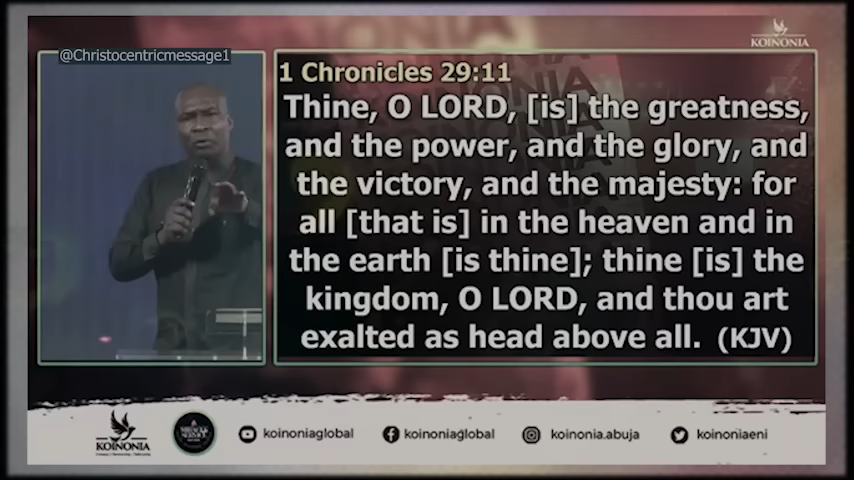 @Christocentricmessage1
KOINONIA
1 Chronicles 29:11
Thine, O LORD, [is] the greatness,
and the power, and the glory, and
the victory, and the majesty: for
all [that is] in the heaven and in
the earth [is thine]; thine [is] the
kingdom, O LORD, and thou art
exalted as head above all. (KJV)
KOINONIA
MIRACLE
SERVICE
koinoniaglobal
koinoniaglobal
koinonia.abuja
koinoniaeni